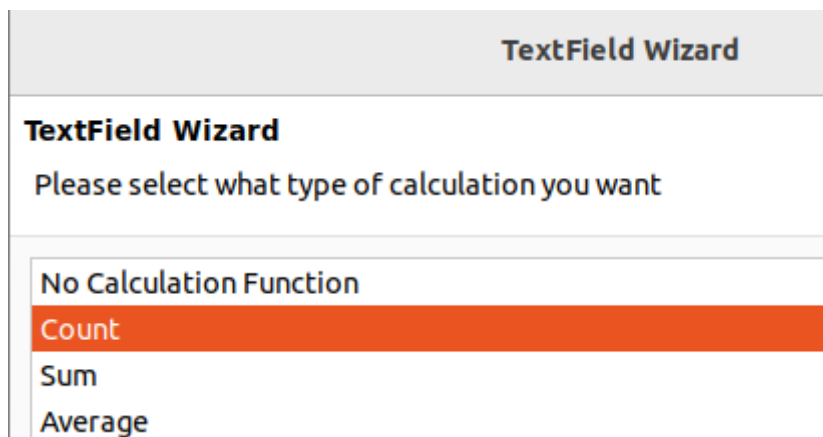 TextField Wizard
TextField Wizard
Please select what type of calculation you want
No Calculation Function
Count
Sum
Average